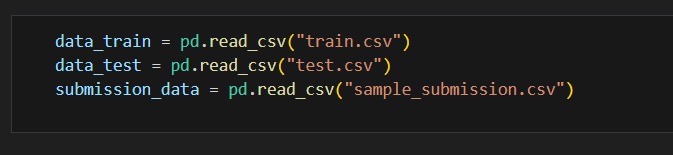 data_train = pd.read_csv("train.csv")
data_test = pd.read_csv("test.csv")
submission_data = pd.read_csv("sample_submission.csv")